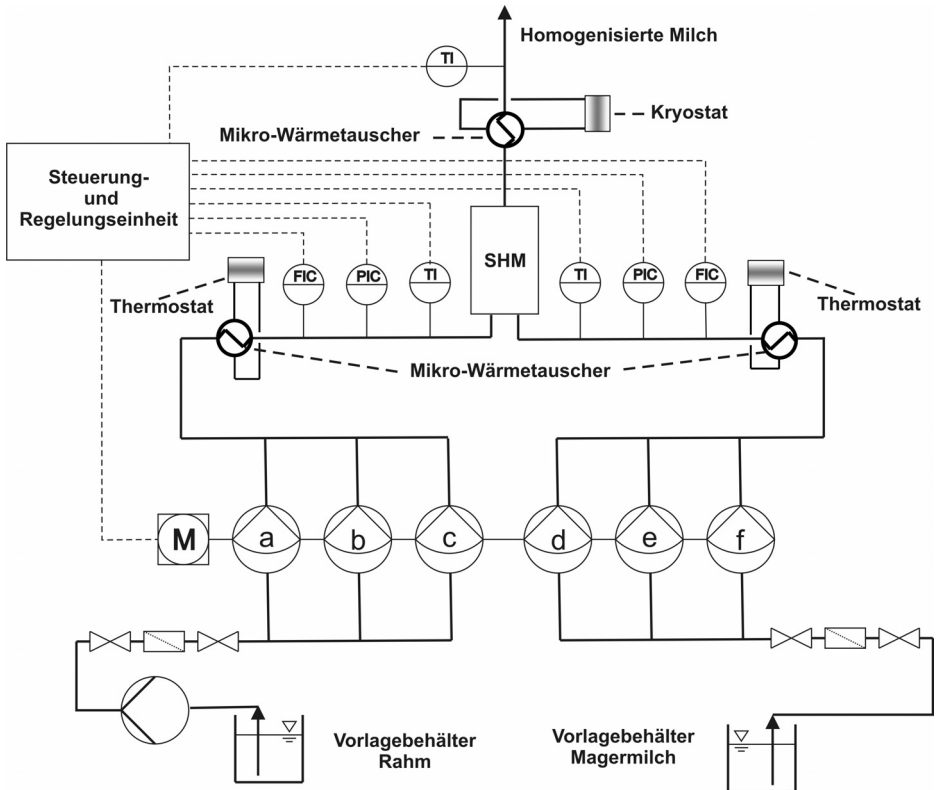 Homogenisierte Milch
TI
Kryostat
Mikro-Wärmetauscher
Steuerung-
und
Regelungseinheit
SHM
FIC
PIC
TI
TI
PIC
FIC
Thermostat
Thermostat
Mikro-Wärmetauscher
M
a
b
c
d
e
f
Vorlagebehälter
Rahm
Vorlagebehälter
Magermilch